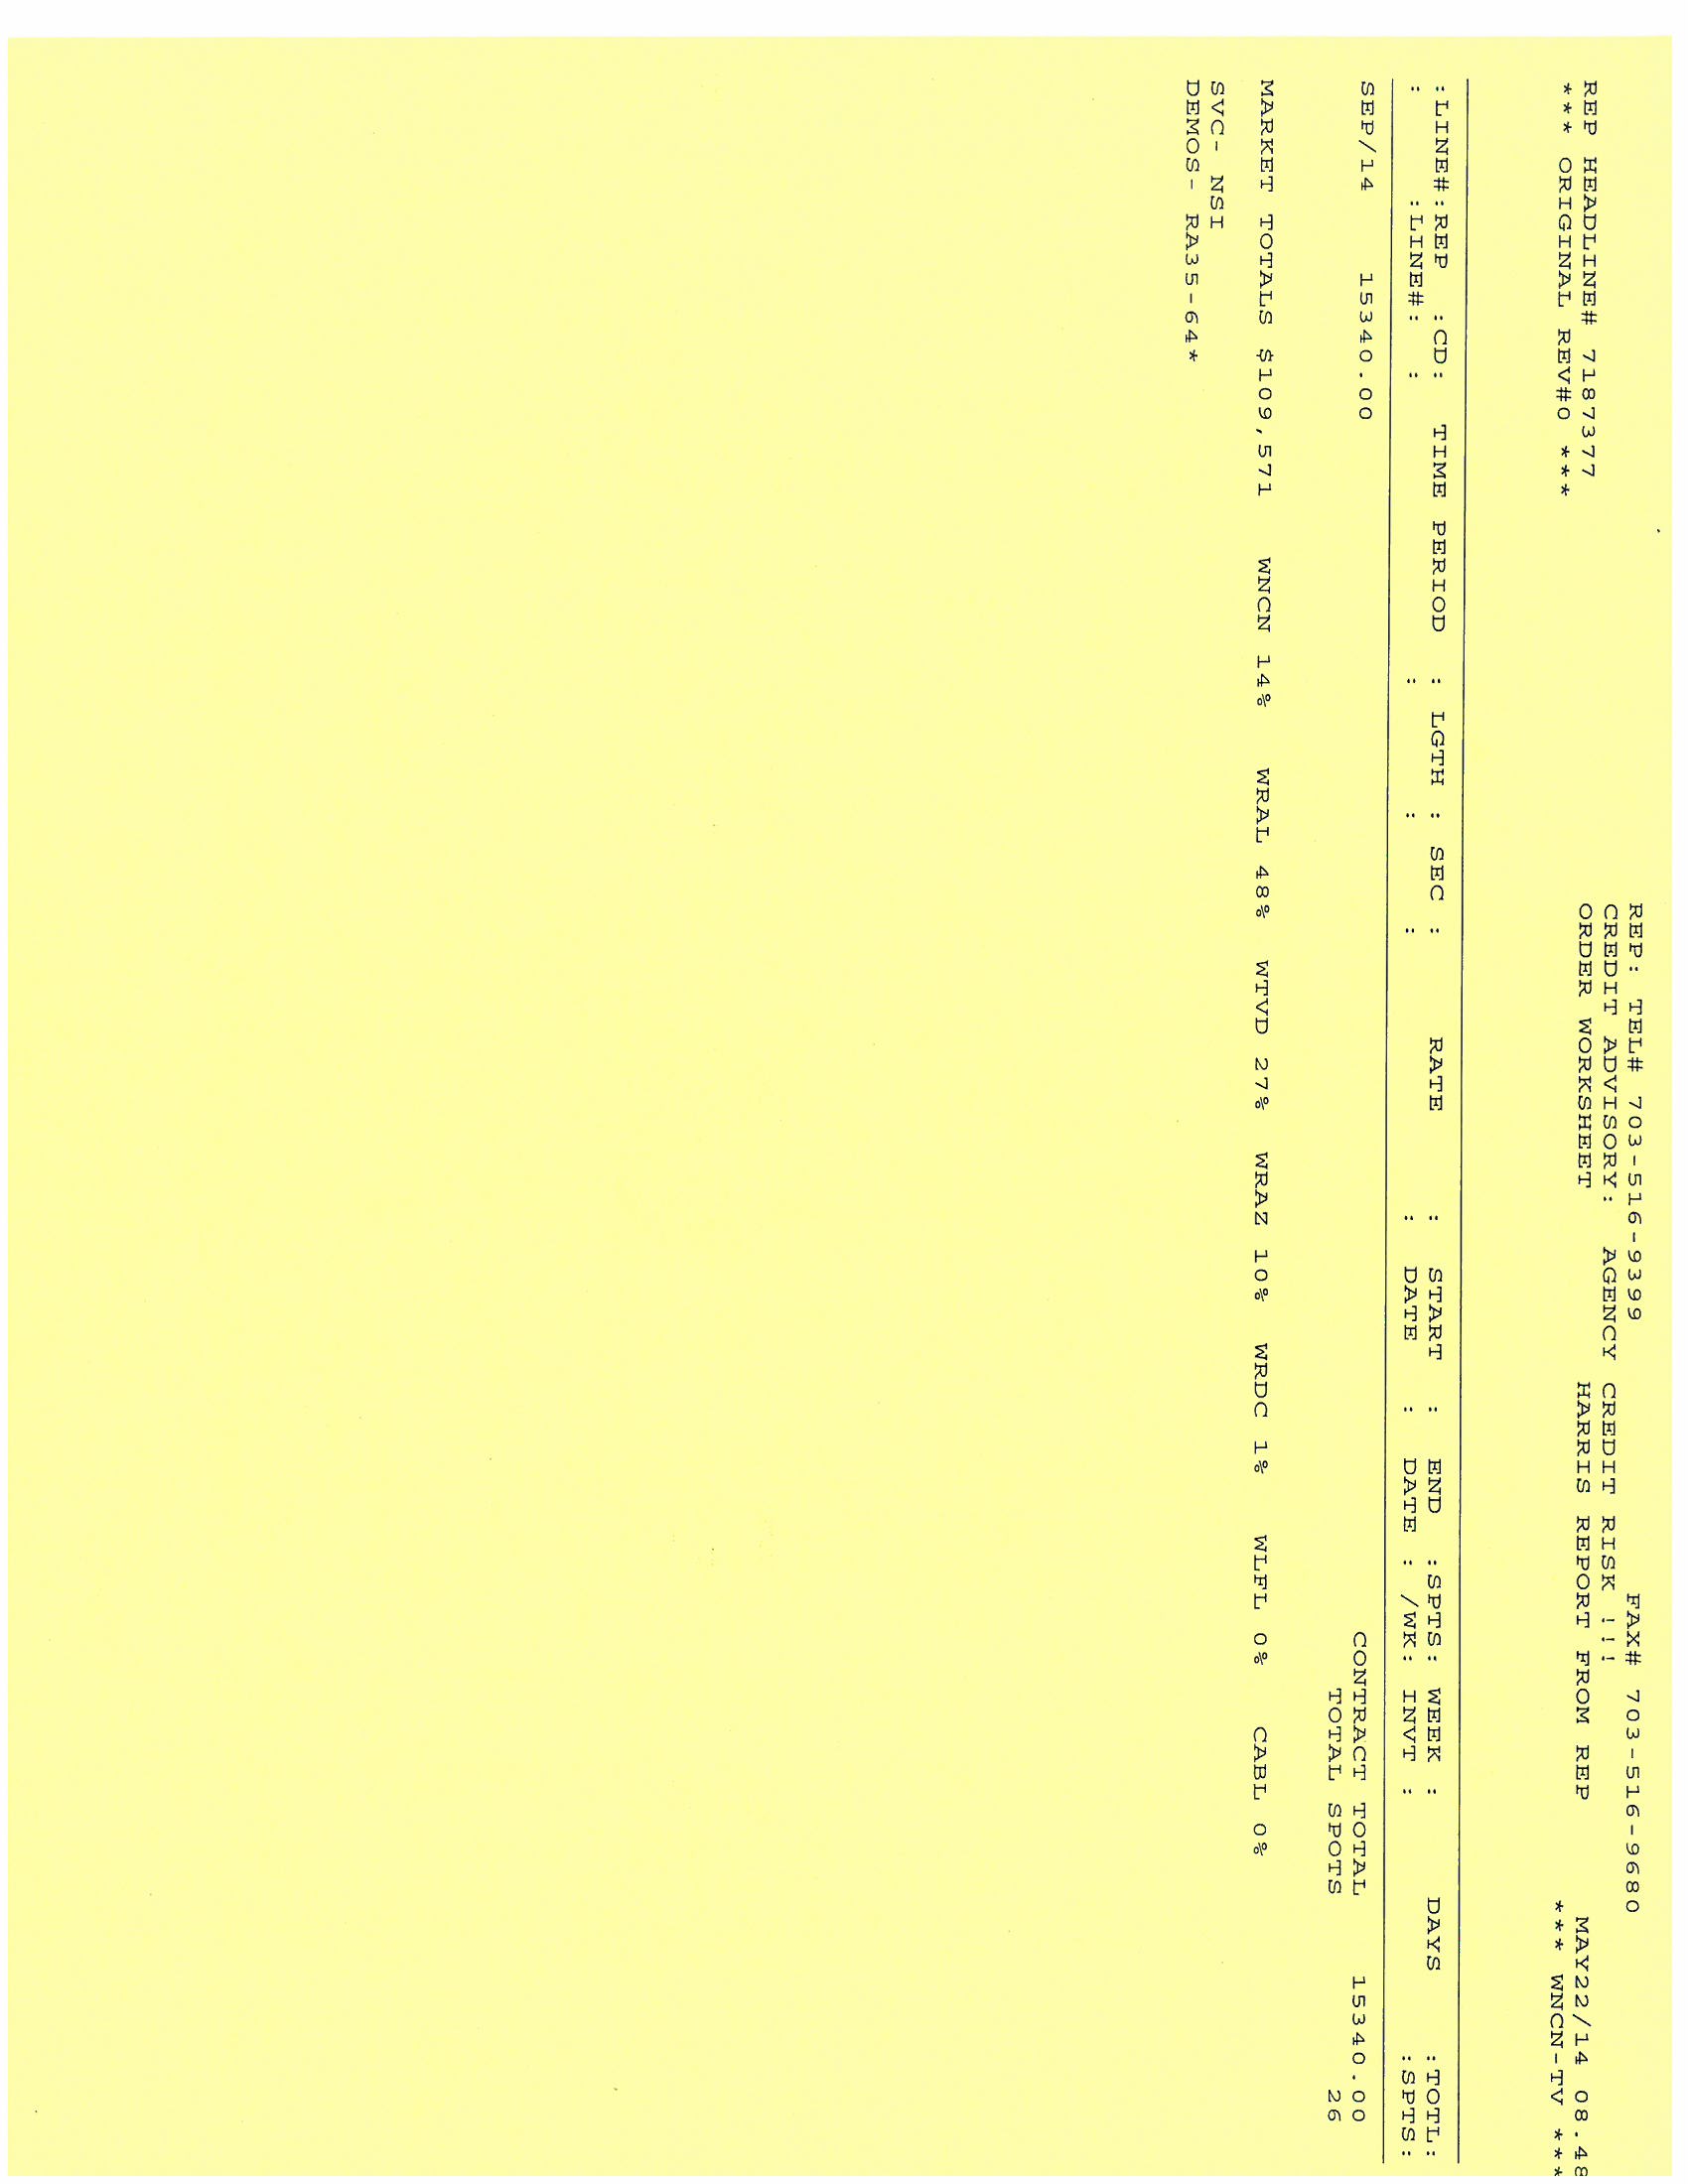 REP: TEL# 703-516-9399 FAX# 703-516-9680
CREDIT ADVISORY: AGENCY CREDIT RISK !!!
REP HEADLINE# 7187377 ORDER WORKSHEET HARRIS REPORT FROM REP MAY22/14 08.48
*** ORIGINAL REV#0 *** *** WNCN-TV ***
:LINE#:REP :CD: TIME PERIOD : LGTH : SEC : RATE : START : END :SPTS: WEEK : DAYS :TOTL:
: :LINE#: : : : : : DATE : DATE : /WK: INVT : :SPTS:
SEP/14 15340.00 CONTRACT TOTAL 15340.00
TOTAL SPOTS 26
MARKET TOTALS $109,571 WNCN 14% WRAL 48% WTVD 27% WRAZ 10% WRDC 1% WLFL 0% CABL 0%
SVC- NSI
DEMOS- RA35-64*